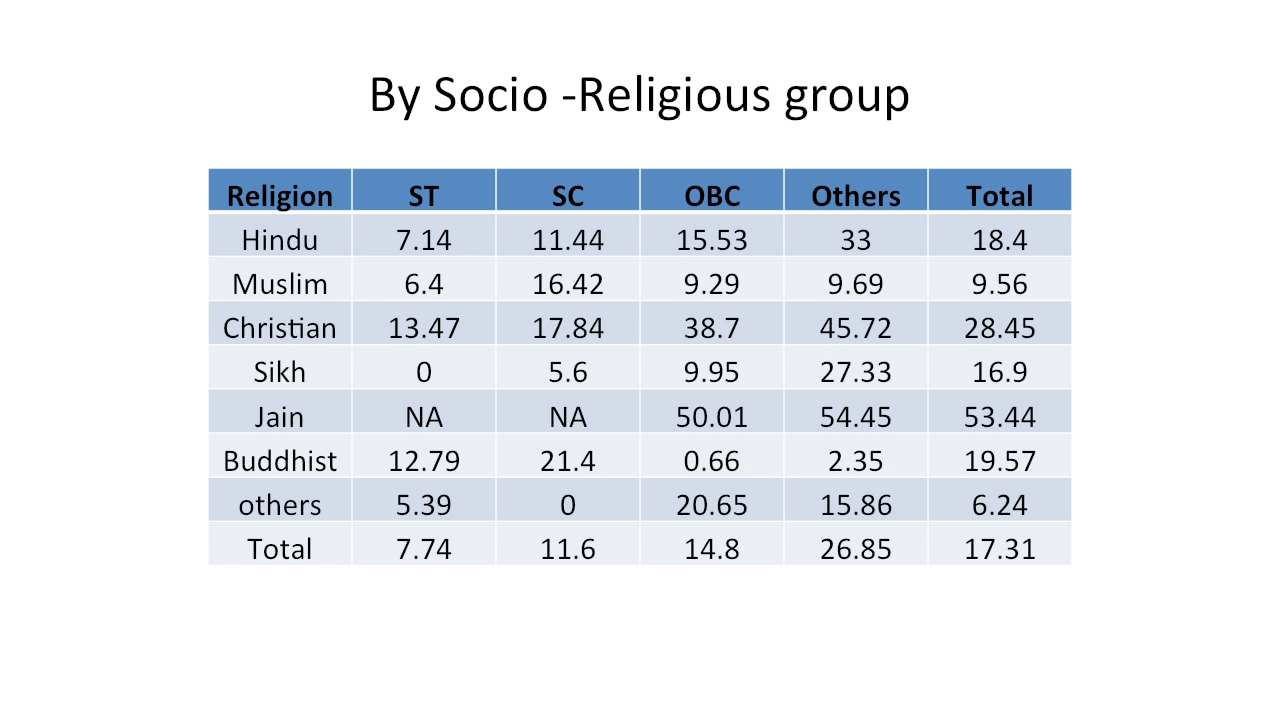 By Socio -Religious group
Religion ST SC OBC Others Total
Hindu 7.14 11.44 15.53 33 18.4
Muslim 6.4 16.42 9.29 9.69 9.56
Christian 13.47 17.84 38.7 45.72 28.45
Sikh 0 5.6 9.95 27.33 16.9
Jain NA NA 50.01 54.45 53.44
Buddhist 12.79 21.4 0.66 2.35 19.57
others 5.39 0 20.65 15.86 6.24
Total 7.74 11.6 14.8 26.85 17.31